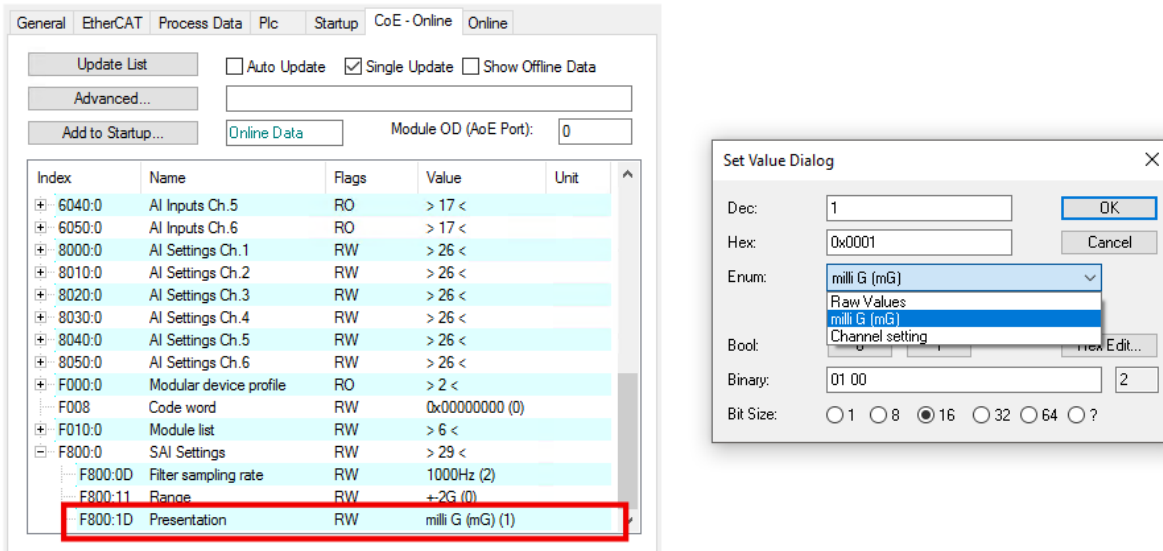 General EtherCAT Process Data Plc Startup CoE - Online Online
Update List Auto Update Single Update Show Offline Data
Advanced...
Add to Startup... Online Data Module OD (AoE Port): 0
Index Name Flags Value Unit
6040:0 AI Inputs Ch.5 RO > 17 <
6050:0 AI Inputs Ch.6 RO > 17 <
8000:0 AI Settings Ch.1 RW > 26 <
8010:0 AI Settings Ch.2 RW > 26 <
8020:0 AI Settings Ch.3 RW > 26 <
8030:0 AI Settings Ch.4 RW > 26 <
8040:0 AI Settings Ch.5 RW > 26 <
8050:0 AI Settings Ch.6 RW > 26 <
F000:0 Modular device profile RO > 2 <
F008 Code word RW 0x00000000 (0)
F010:0 Module list RW > 6 <
F800:0 SAI Settings RW > 29 <
F800:0D Filter sampling rate RW 1000Hz (2)
F800:11 Range RW +-2G (0)
F800:1D Presentation RW milli G (mG) (1)
Set Value Dialog
Dec: 1 OK
Hex: 0x0001 Cancel
Enum: milli G (mG)
Raw Values
milli G (mG)
Channel setting
Bool: Hex Edit...
Binary: 01 00 2
Bit Size: 1 8 16 32 64 ?